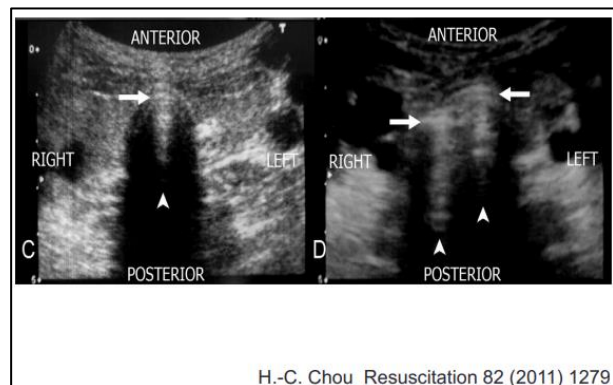 ANTERIOR
RIGHT
LEFT
C
POSTERIOR
ANTERIOR
RIGHT
LEFT
D
POSTERIOR
H.-C. Chou Resuscitation 82 (2011) 1279